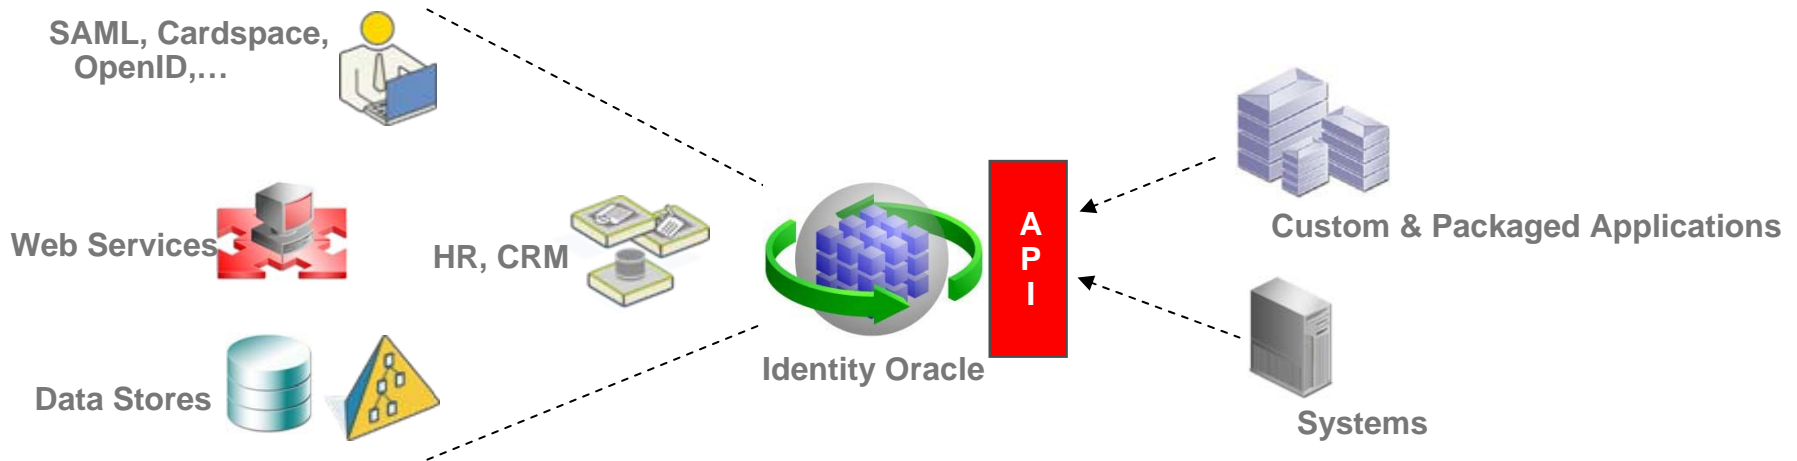 SAML, Cardspace,
OpenID,…
Web Services
HR, CRM
Data Stores
Identity Oracle
A
P
I
Custom & Packaged Applications
Systems